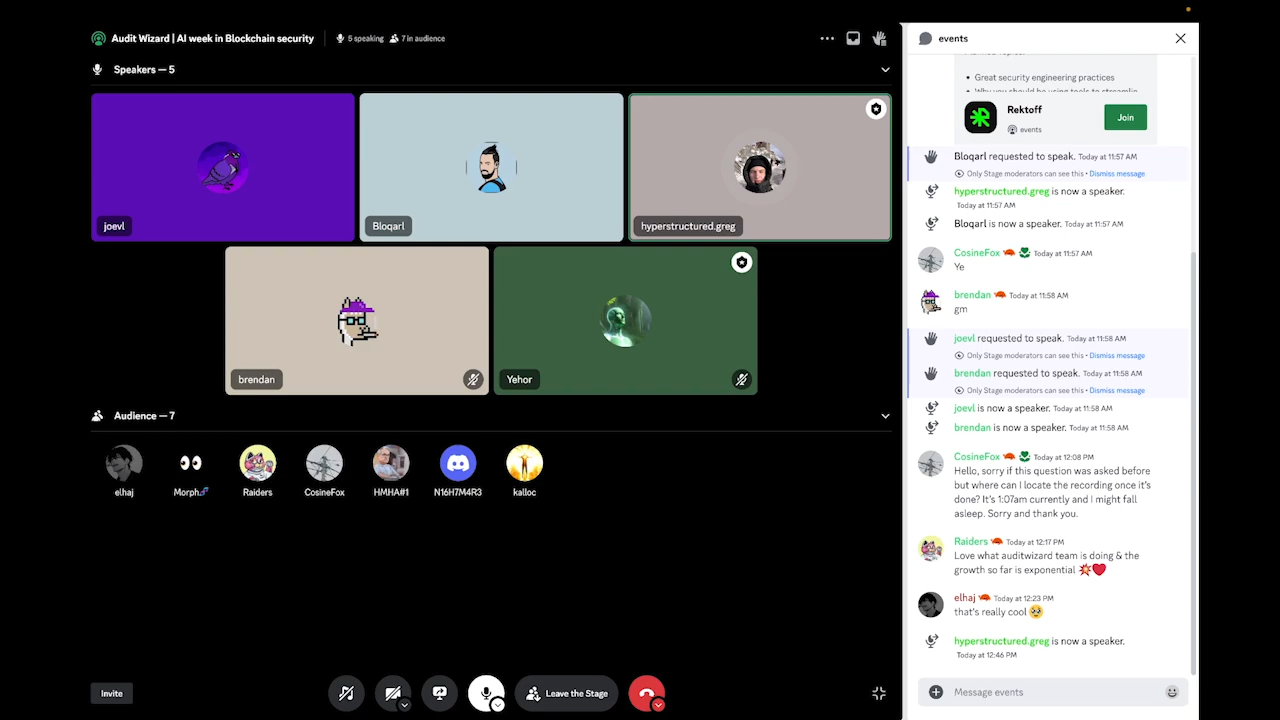 Audit Wizard | AI week in Blockchain security
5 speaking
7 in audience
Speakers — 5
joevl
Bloqarl
hyperstructured.greg
brendan
Yehor
Audience — 7
elhaj
Morph
Raiders
CosineFox
HMHA#1
N16H7M4R3
kalloc
Invite
Leave the Stage
events
• Great security engineering practices
Rektoff
events
Join
Bloqarl requested to speak. Today at 11:57 AM
Only Stage moderators can see this • Dismiss message
hyperstructured.greg is now a speaker.
Today at 11:57 AM
Bloqarl is now a speaker. Today at 11:57 AM
CosineFox Today at 11:57 AM
Ye
brendan Today at 11:58 AM
gm
joevl requested to speak. Today at 11:58 AM
Only Stage moderators can see this • Dismiss message
brendan requested to speak. Today at 11:58 AM
Only Stage moderators can see this • Dismiss message
joevl is now a speaker. Today at 11:58 AM
brendan is now a speaker. Today at 11:58 AM
CosineFox Today at 12:08 PM
Hello, sorry if this question was asked before
but where can I locate the recording once it's
done? It's 1:07am currently and I might fall
asleep. Sorry and thank you.
Raiders Today at 12:17 PM
Love what auditwizard team is doing & the
growth so far is exponential 💥❤️
elhaj Today at 12:23 PM
that's really cool 🥹
hyperstructured.greg is now a speaker.
Today at 12:46 PM
Message events